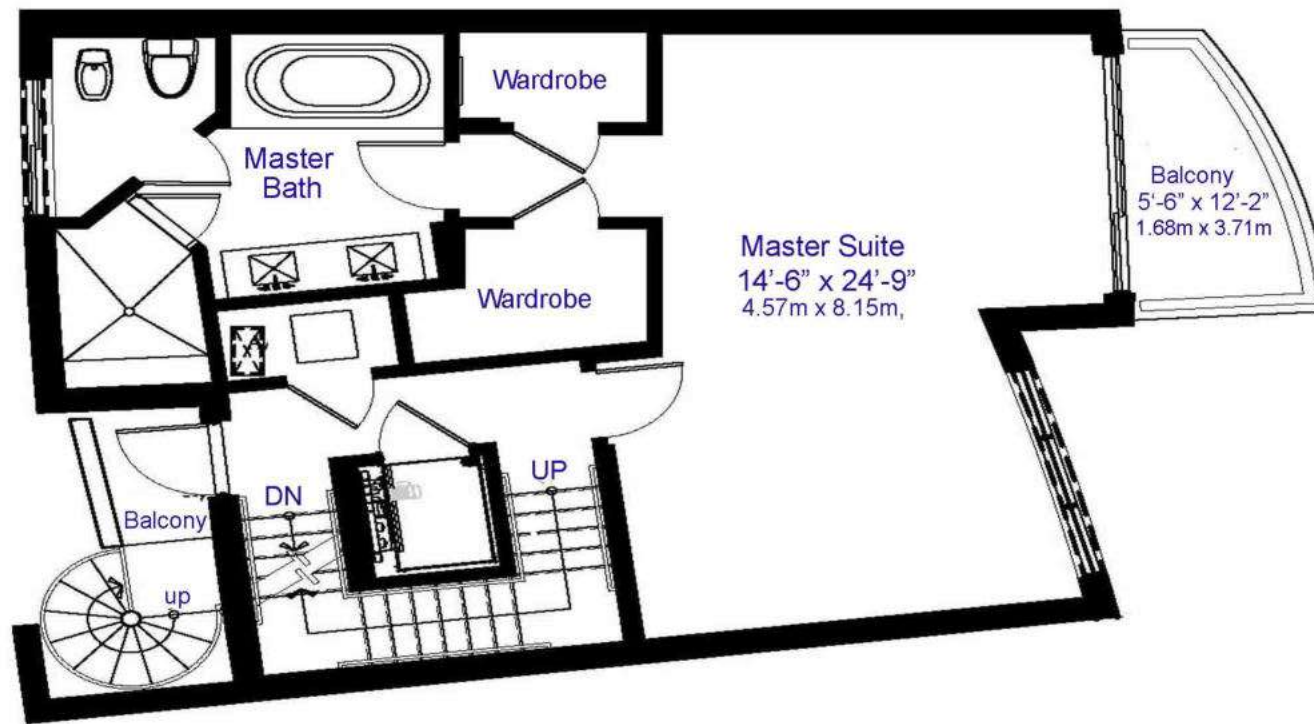 Wardrobe
Master
Bath
Balcony
5'-6” x 12'-2”
1.68m x 3.71m
Master Suite
14'-6” x 24'-9”
4.57m x 8.15m,
Wardrobe
UP
DN
Balcony
up